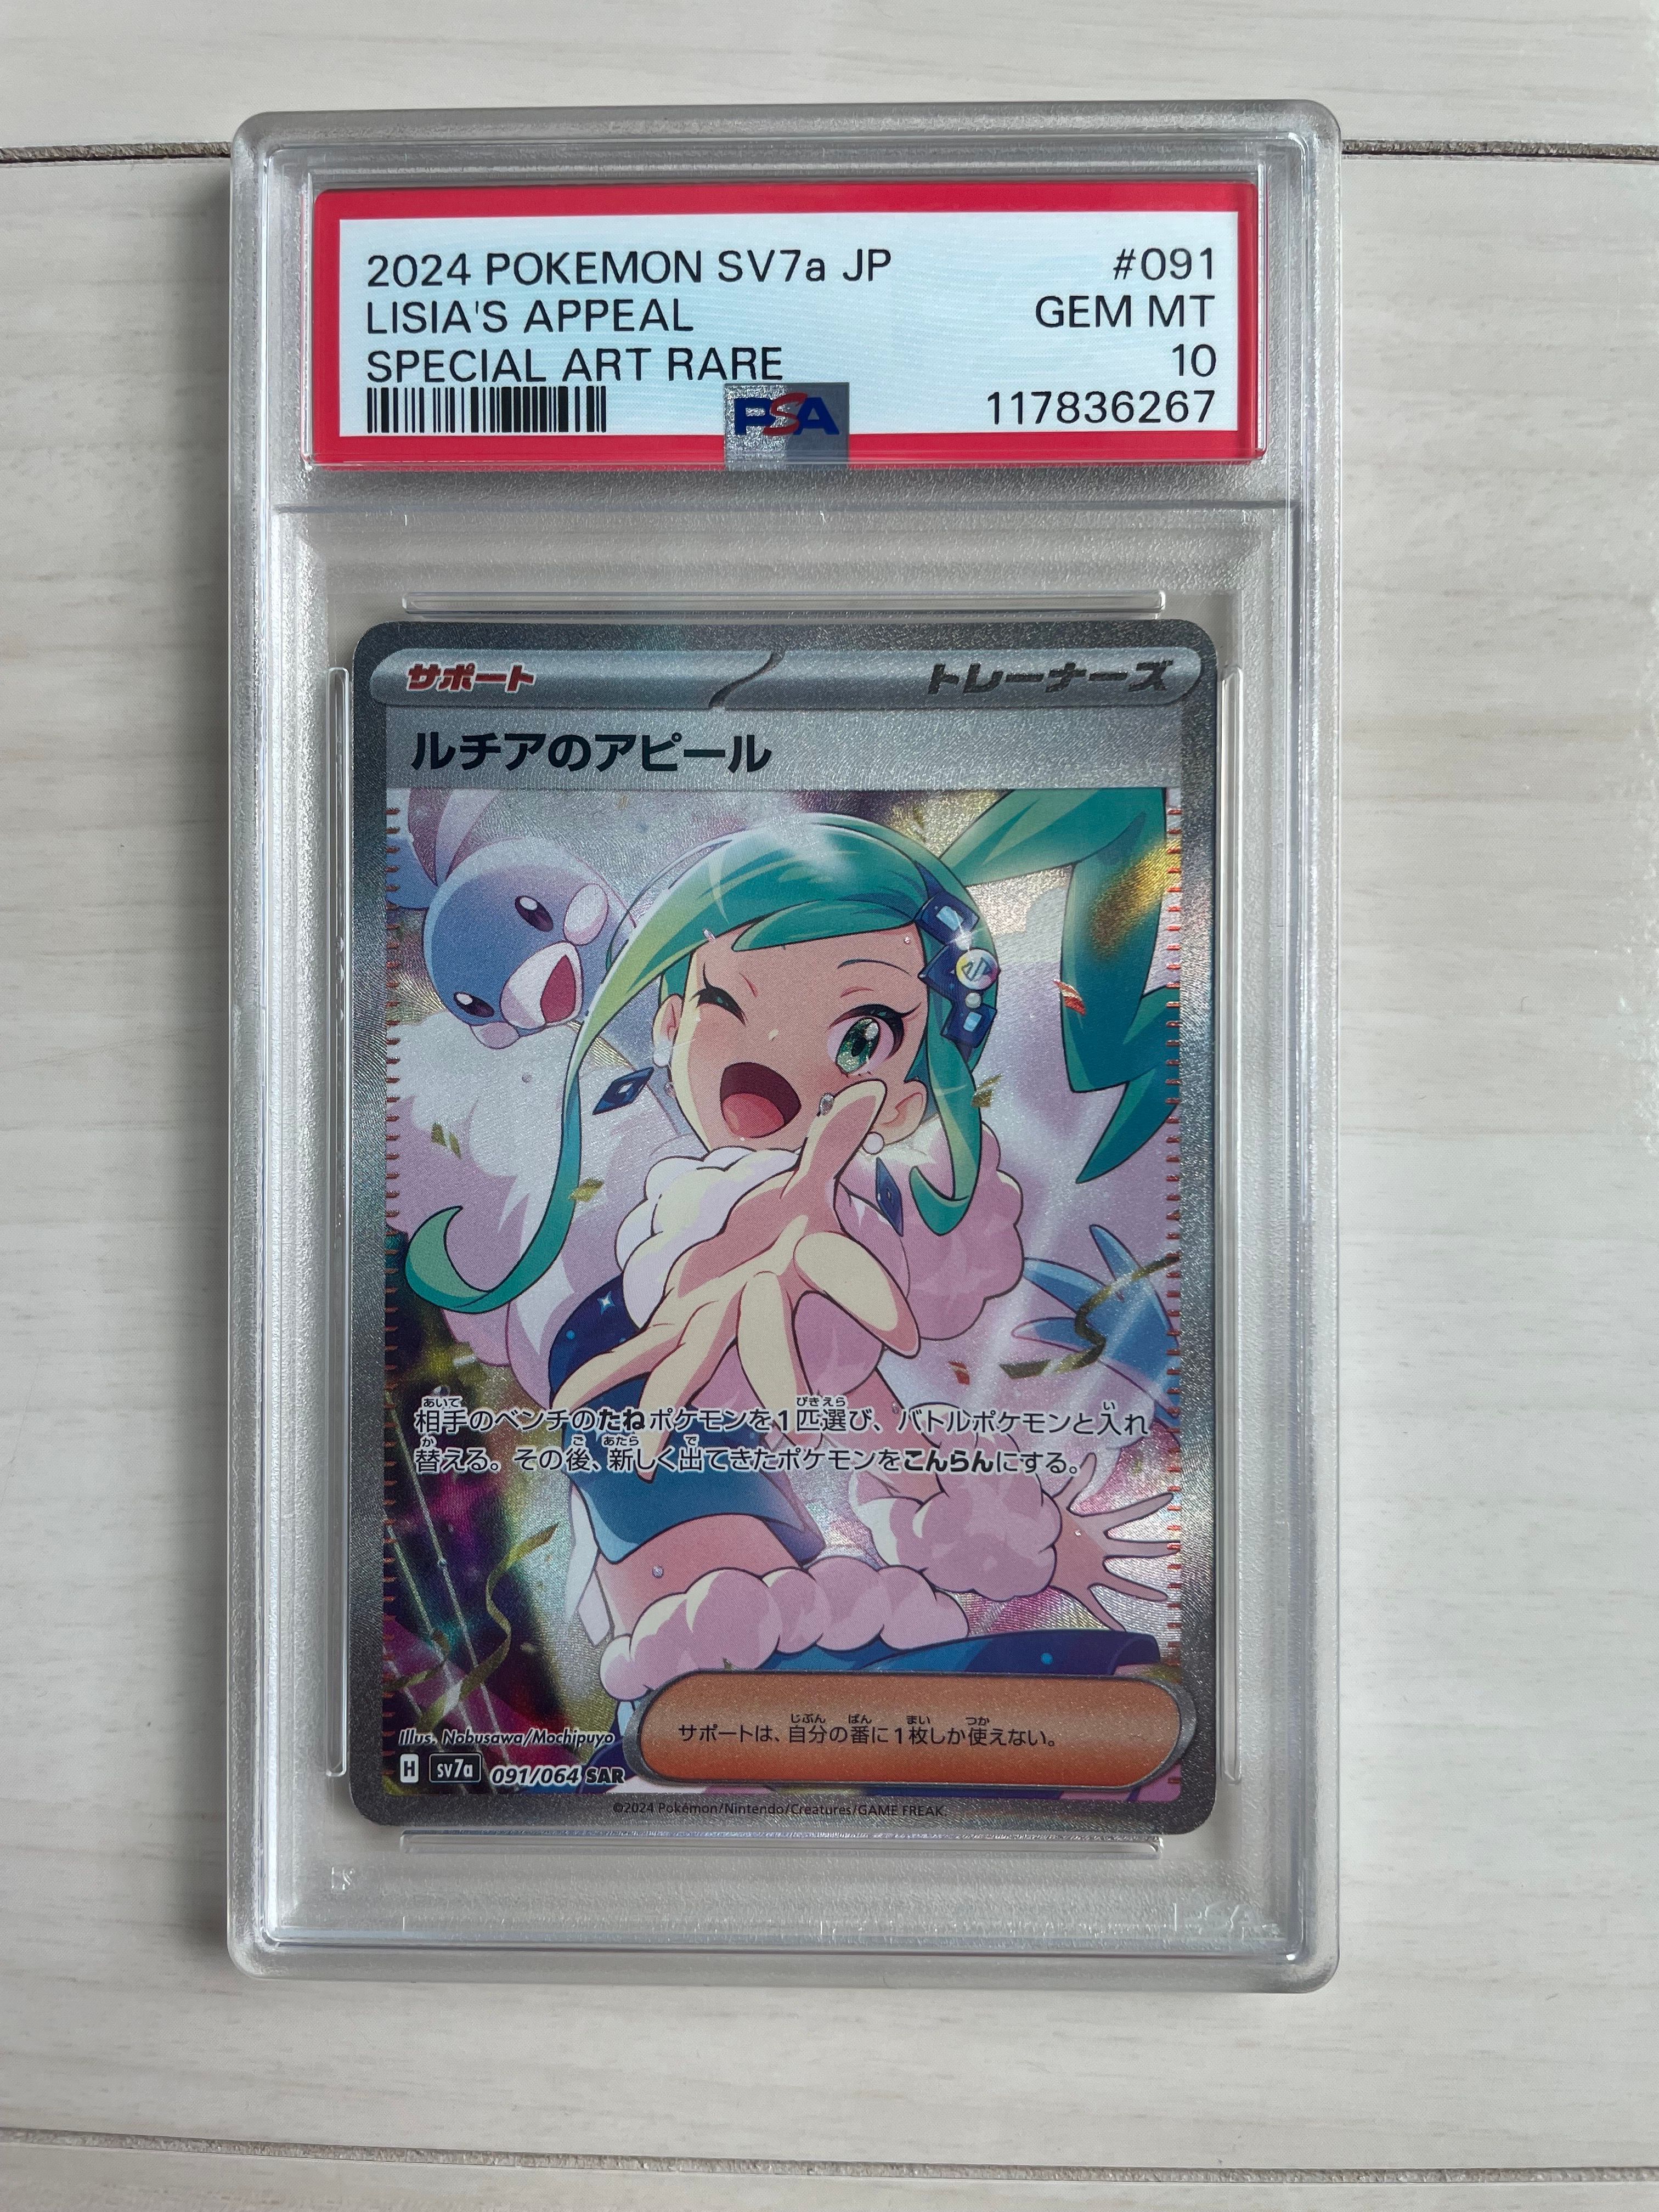 2024 POKEMON SV7a JP #091
LISIA'S APPEAL GEM MT
SPECIAL ART RARE 10
PSA 117836267
サポート トレーナーズ
ルチアのアピール
相手のベンチのたねポケモンを1匹選び、バトルポケモンと入れ
替える。その後、新しく出てきたポケモンをこんらんにする。
サポートは、自分の番に1枚しか使えない。
Illus. Nobusawa/Mochipuyo
H sv7a 091/064 SAR
©2024 Pokémon/Nintendo/Creatures/GAME FREAK.